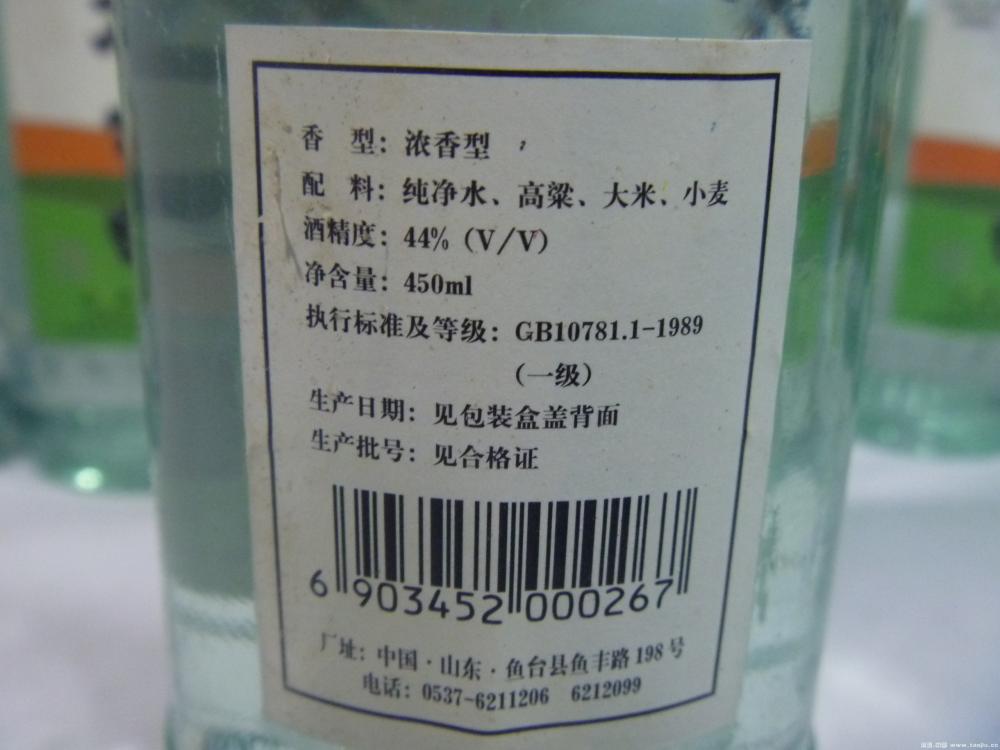 香 型：浓香型
配 料：纯净水、高粱、大米、小麦
酒精度：44%（V/V）
净含量：450ml
执行标准及等级：GB10781.1-1989
（一级）
生产日期：见包装盒盖背面
生产批号：见合格证
6 903452 000267
厂址：中国·山东·鱼台县鱼丰路198号
电话：0537-6211206 6212099